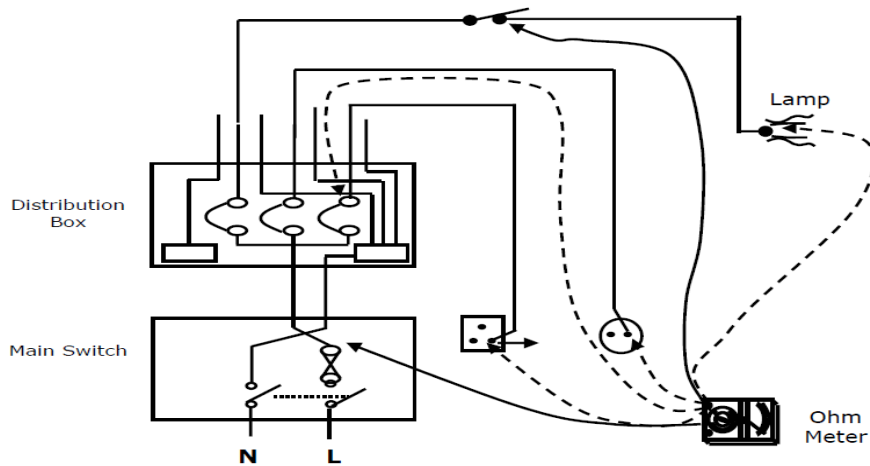 Lamp
Distribution
Box
Main Switch
Ohm
Meter
N L